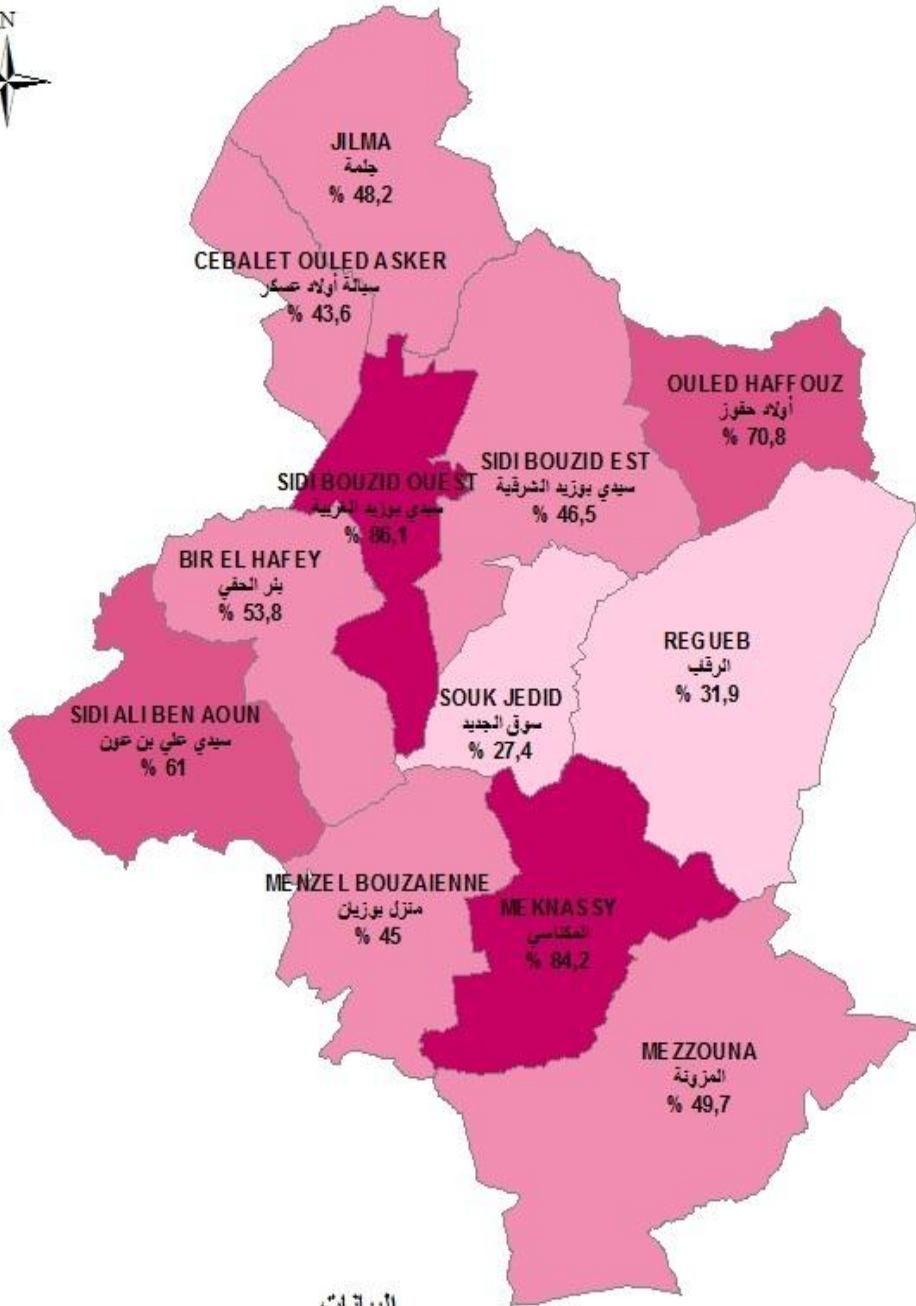 N
JILMA
جلمة
% 48,2
CEBALET OULED ASKER
سبالة أولاد عسكر
% 43,6
OULED HAFFOUZ
أولاد حفوز
% 70,8
SIDI BOUZID EST
سيدي بوزيد الشرقية
% 46,5
SIDI BOUZID OUEST
سيدي بوزيد الغربية
% 86,1
BIR EL HAFEY
بئر الحفي
% 53,8
REGUEB
الرقاب
% 31,9
SOUK JEDID
سوق الجديد
% 27,4
SIDI ALI BEN AOUN
سيدي علي بن عون
% 61
MENZEL BOUZAIENNE
منزل بوزيان
% 45
MEKNASSY
المكناسي
% 84,2
MEZZOUNA
المزونة
% 49,7